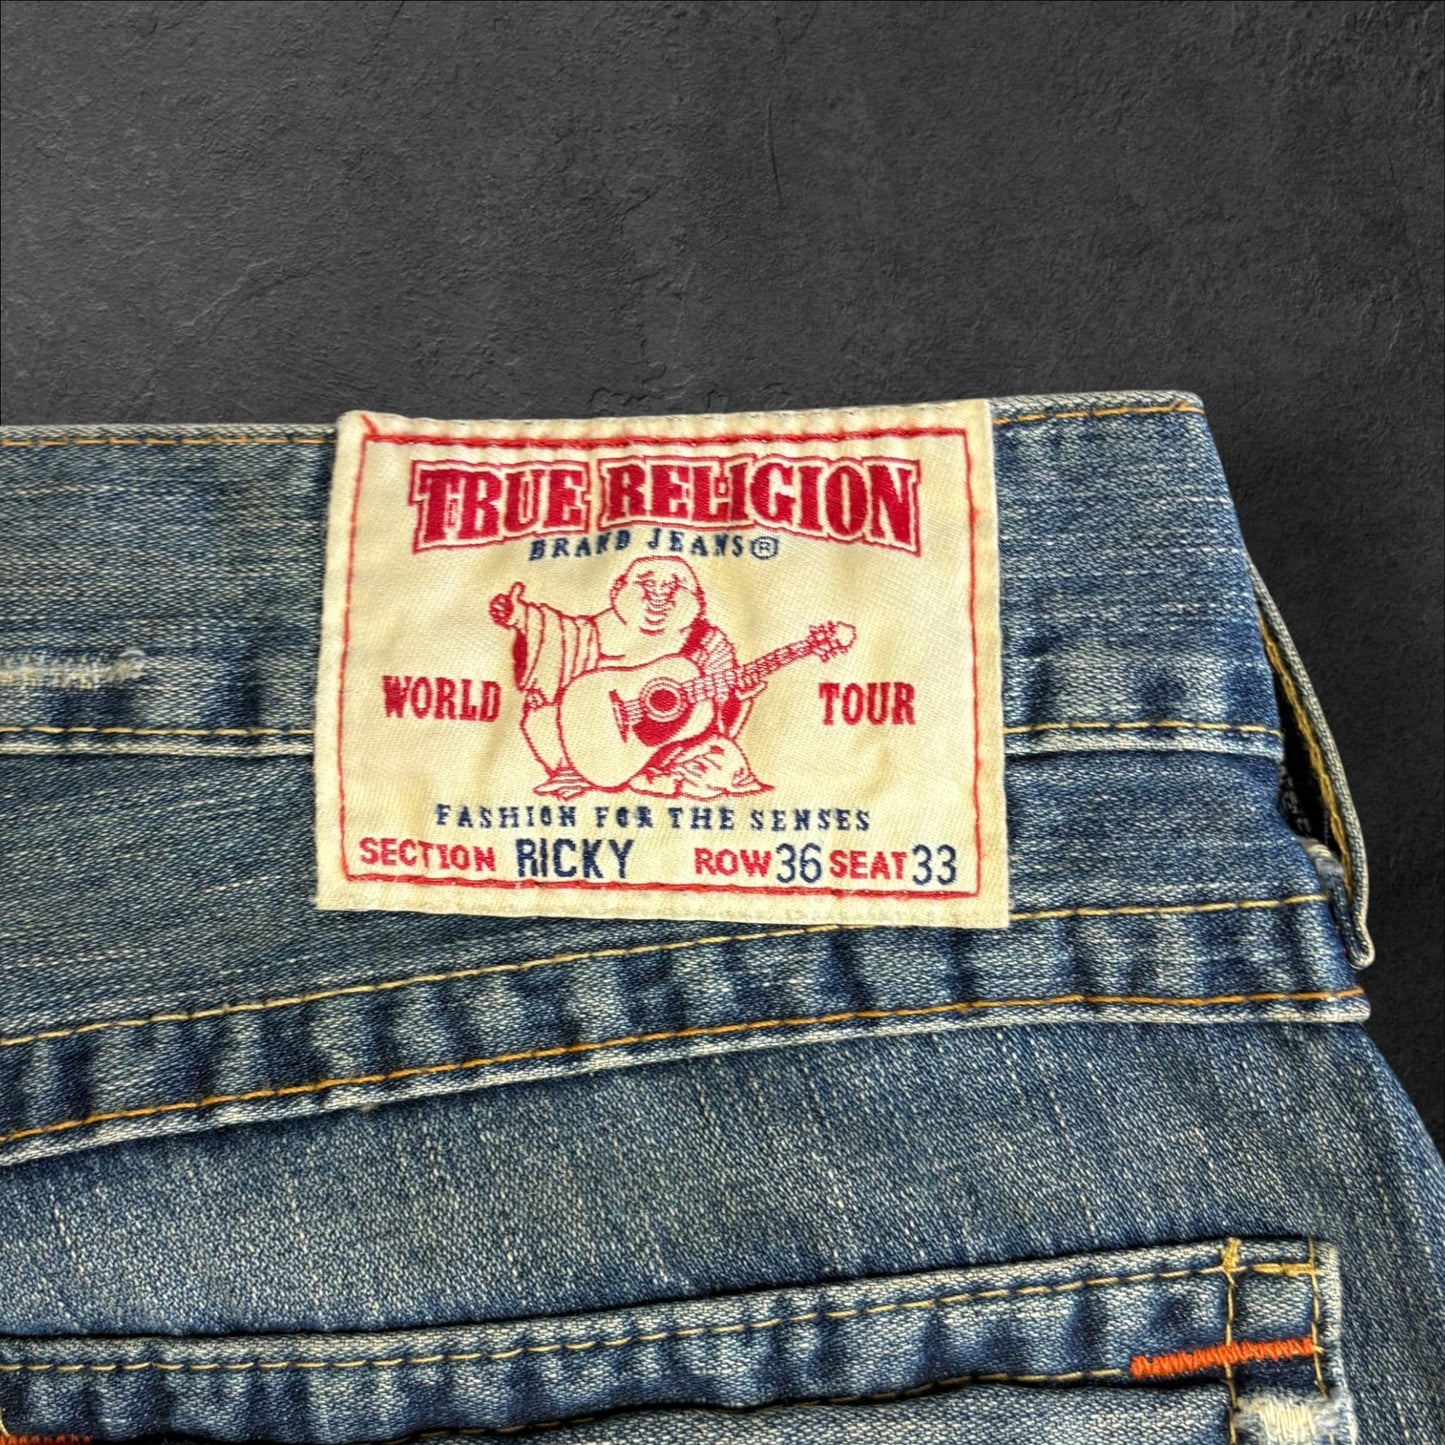 TRUE RELIGION
BRAND JEANS®
WORLD TOUR
FASHION FOR THE SENSES
SECTION RICKY ROW 36 SEAT 33